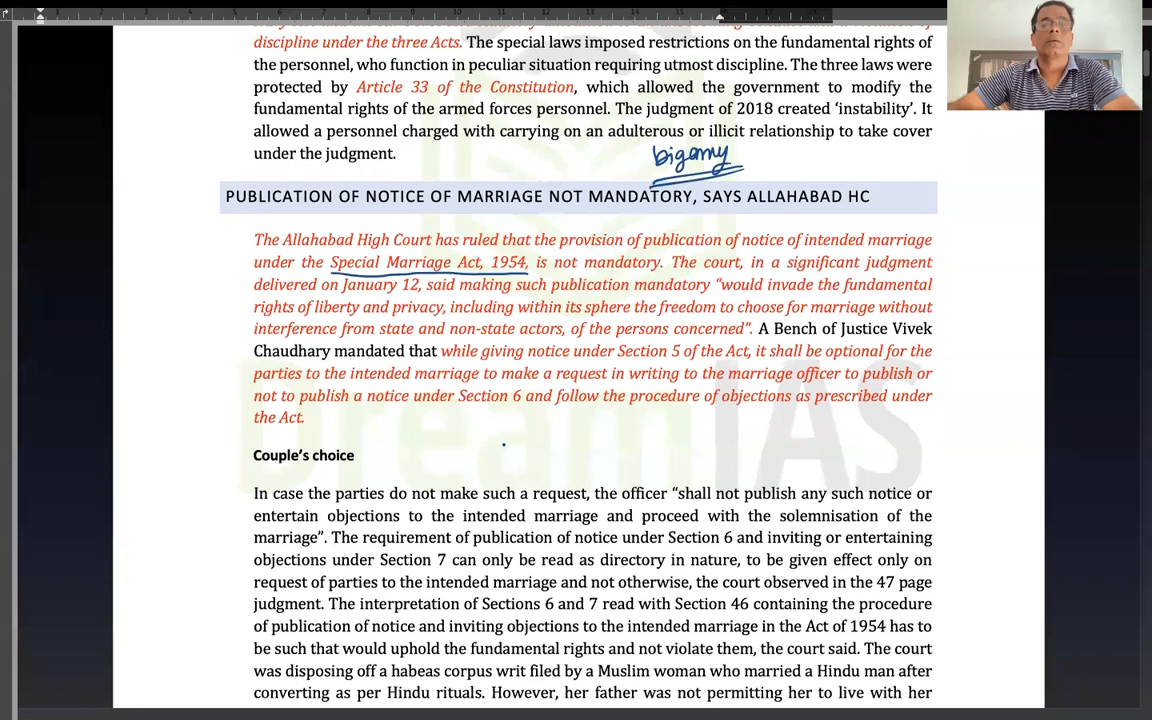 discipline under the three Acts. The special laws imposed restrictions on the fundamental rights of
the personnel, who function in peculiar situation requiring utmost discipline. The three laws were
protected by Article 33 of the Constitution, which allowed the government to modify the
fundamental rights of the armed forces personnel. The judgment of 2018 created ‘instability’. It
allowed a personnel charged with carrying on an adulterous or illicit relationship to take cover
under the judgment.
bigamy
PUBLICATION OF NOTICE OF MARRIAGE NOT MANDATORY, SAYS ALLAHABAD HC
The Allahabad High Court has ruled that the provision of publication of notice of intended marriage
under the Special Marriage Act, 1954, is not mandatory. The court, in a significant judgment
delivered on January 12, said making such publication mandatory “would invade the fundamental
rights of liberty and privacy, including within its sphere the freedom to choose for marriage without
interference from state and non-state actors, of the persons concerned”. A Bench of Justice Vivek
Chaudhary mandated that while giving notice under Section 5 of the Act, it shall be optional for the
parties to the intended marriage to make a request in writing to the marriage officer to publish or
not to publish a notice under Section 6 and follow the procedure of objections as prescribed under
the Act.
DreamIAS
Couple’s choice
In case the parties do not make such a request, the officer “shall not publish any such notice or
entertain objections to the intended marriage and proceed with the solemnisation of the
marriage”. The requirement of publication of notice under Section 6 and inviting or entertaining
objections under Section 7 can only be read as directory in nature, to be given effect only on
request of parties to the intended marriage and not otherwise, the court observed in the 47 page
judgment. The interpretation of Sections 6 and 7 read with Section 46 containing the procedure
of publication of notice and inviting objections to the intended marriage in the Act of 1954 has to
be such that would uphold the fundamental rights and not violate them, the court said. The court
was disposing off a habeas corpus writ filed by a Muslim woman who married a Hindu man after
converting as per Hindu rituals. However, her father was not permitting her to live with her